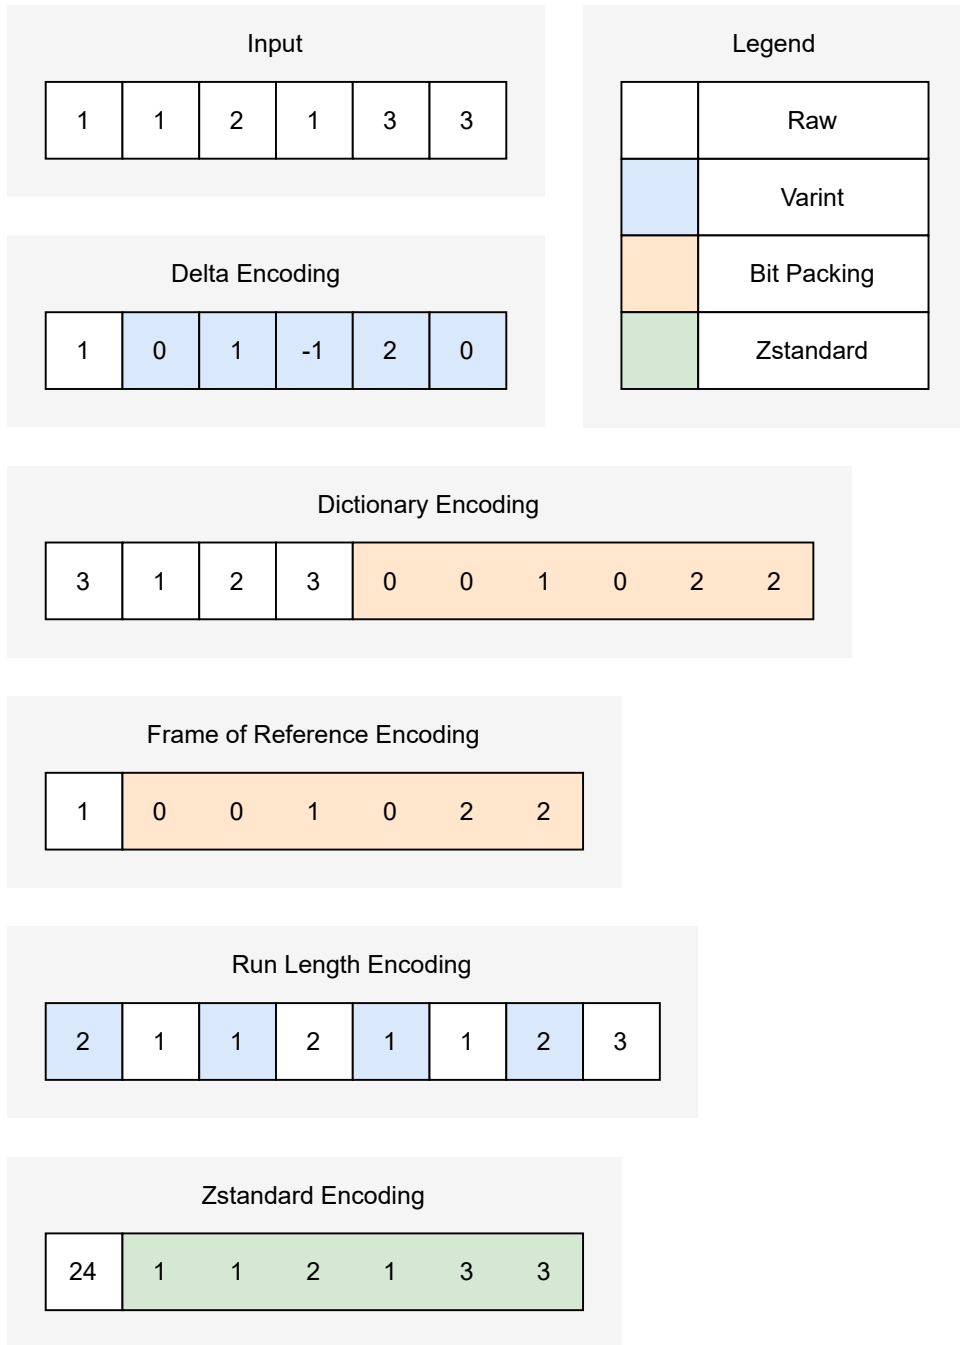 Input
1 1 2 1 3 3
Legend
Raw
Varint
Bit Packing
Zstandard
Delta Encoding
1 0 1 -1 2 0
Dictionary Encoding
3 1 2 3 0 0 1 0 2 2
Frame of Reference Encoding
1 0 0 1 0 2 2
Run Length Encoding
2 1 1 2 1 1 2 3
Zstandard Encoding
24 1 1 2 1 3 3